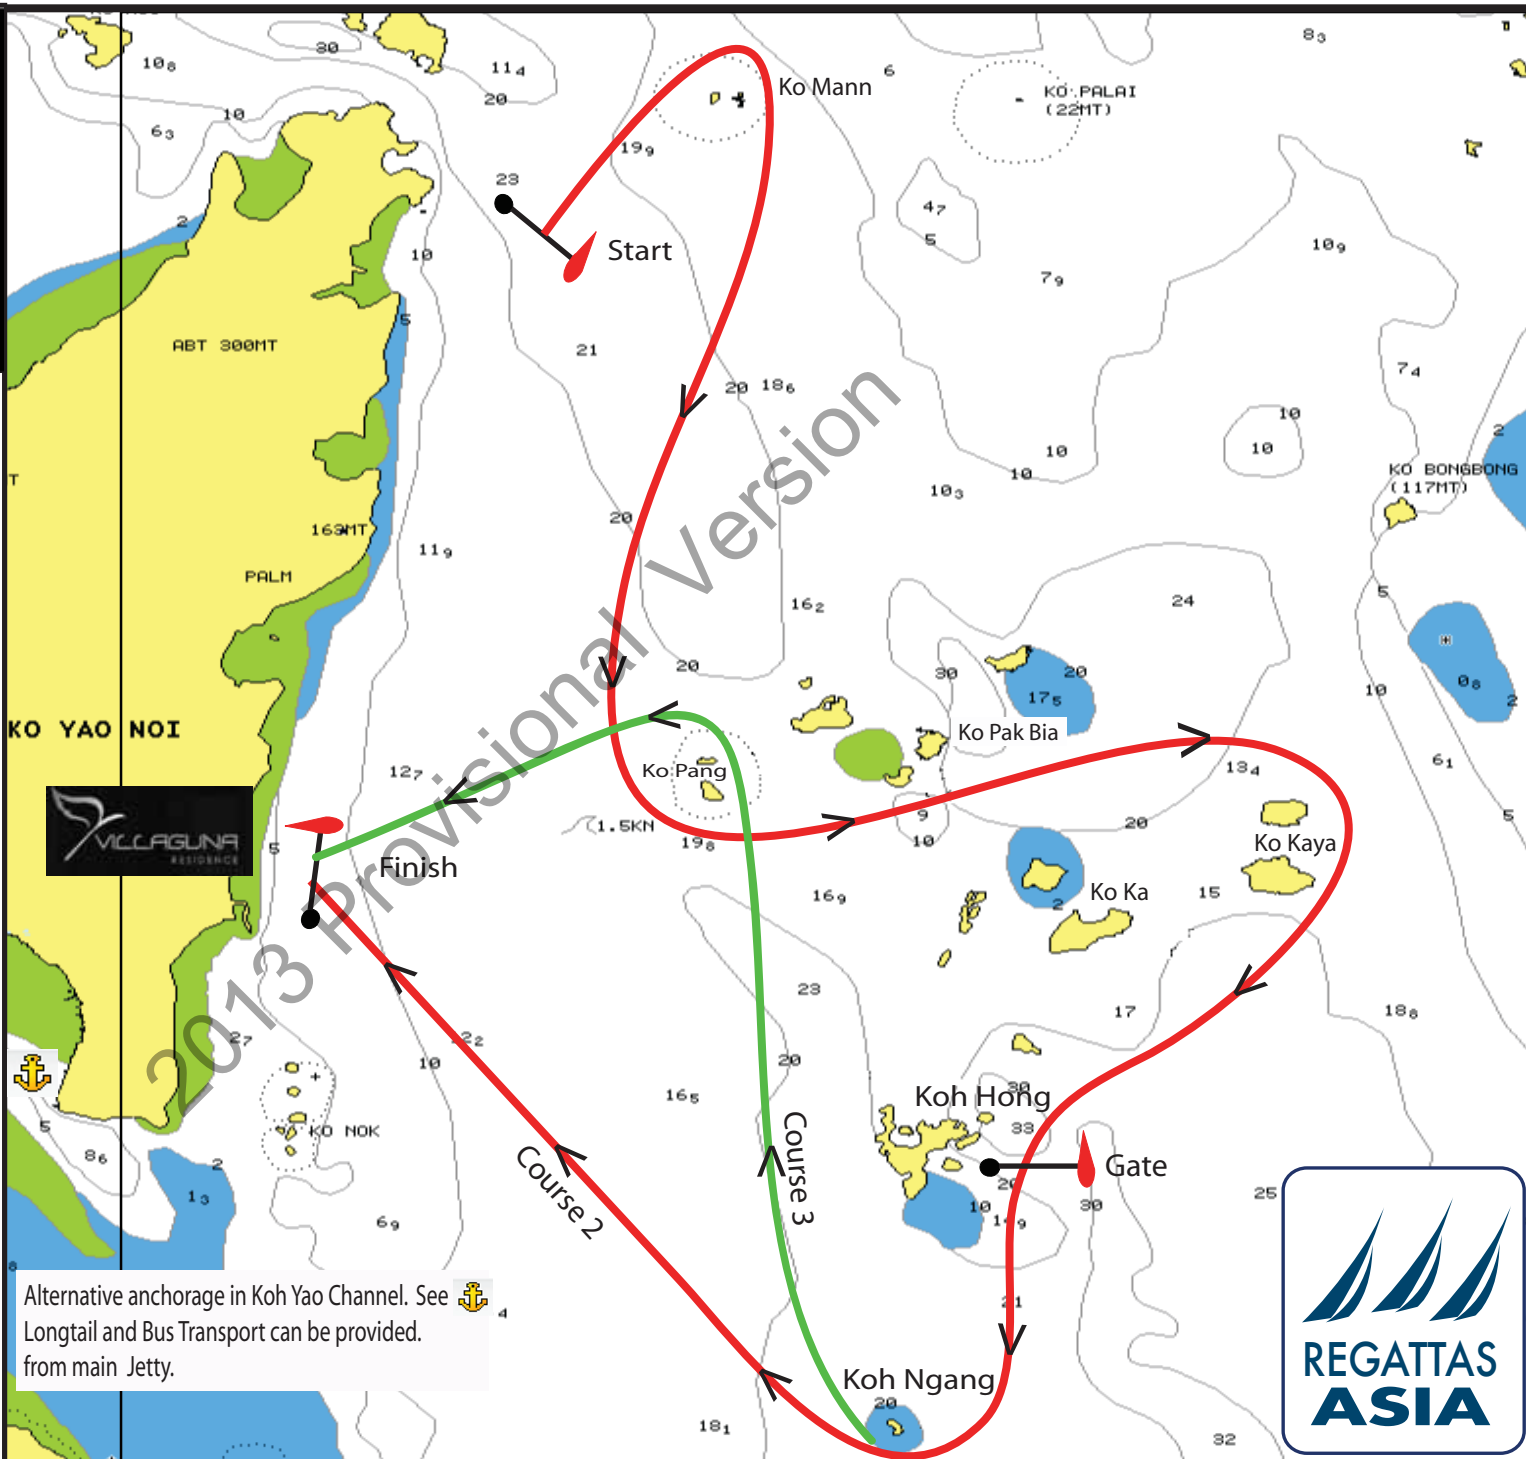 30
10₈
11₄
20
10
6₃
Ko Mann
6
8₃
KO PALAI
(22MT)
19₉
23
2
Start
10
4₇
5
7₉
10₉
5
ABT 300MT
21
20
18₆
7₄
10
10
2
10
10
10₃
KO BONGBONG
(117MT)
T
20
163MT
11₉
PALM
16₂
24
5
20
30
20
17₅
10
0₈
2
KO YAO NOI
Ko Pak Bia
12₇
Ko Pang
13₄
6₁
VILLAGUNA
RESIDENCE
5
1.5KN
19₈
9
10
20
5
Finish
Ko Kaya
16₉
2
Ko Ka
15
2013 Provisional Version
23
17
18₈
2₇
22₂
10
20
16₅
Koh Hong
30
33
KO NOK
5
8₆
2
1₃
Course 2
Course 3
Gate
20
10
14₉
30
25
6₉
8
21
4
Alternative anchorage in Koh Yao Channel. See
Longtail and Bus Transport can be provided.
from main Jetty.
Koh Ngang
20
18₁
32
REGATTAS
ASIA